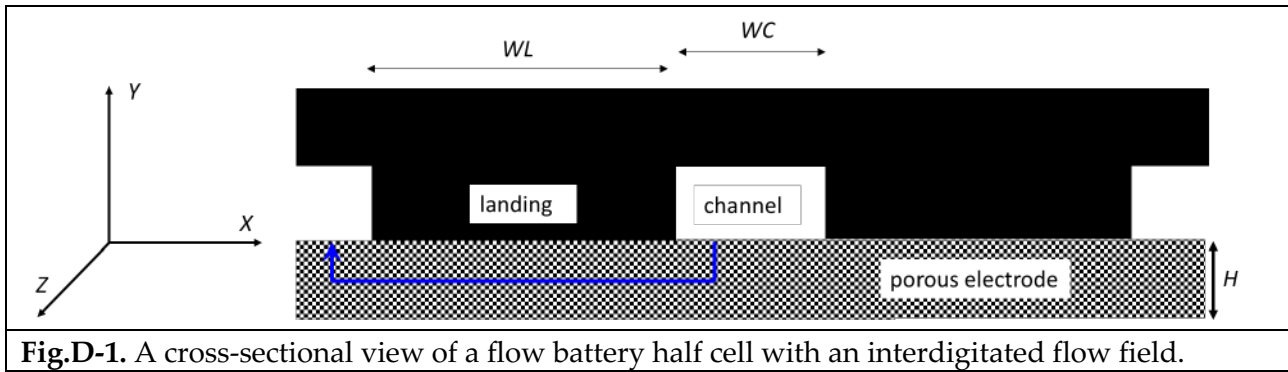 WL
WC
Y
X
Z
landing
channel
porous electrode
H
Fig.D-1. A cross-sectional view of a flow battery half cell with an interdigitated flow field.